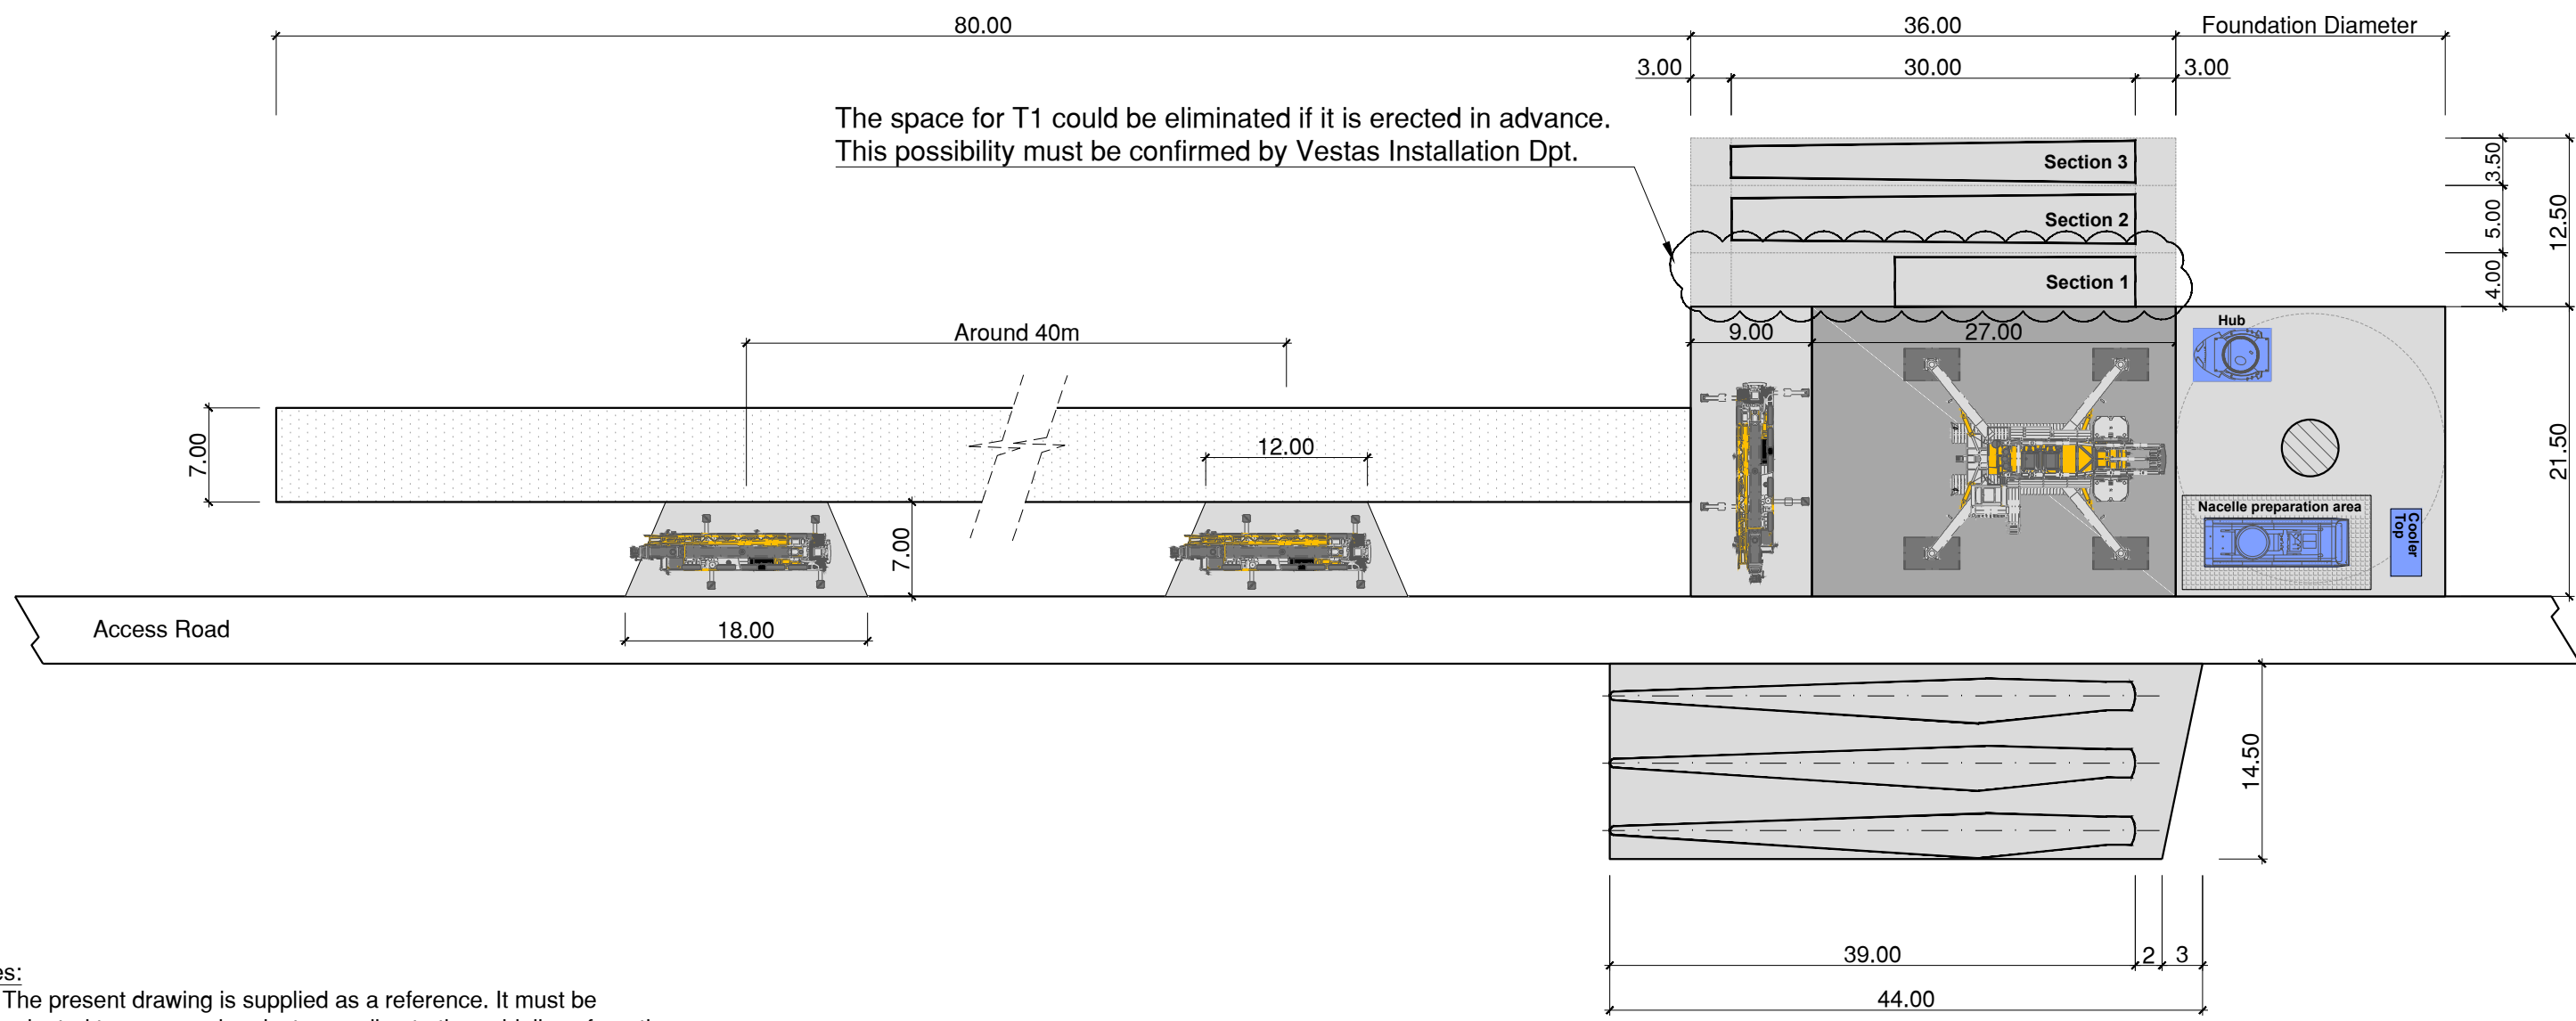 80.00
36.00
Foundation Diameter
3.00
30.00
3.00
The space for T1 could be eliminated if it is erected in advance.
This possibility must be confirmed by Vestas Installation Dpt.
Section 3
3.50
Section 2
5.00
12.50
Section 1
4.00
Around 40m
9.00
27.00
Hub
7.00
12.00
21.50
Nacelle preparation area
Cooler
Top
7.00
Access Road
18.00
14.50
39.00
2
3
es:
The present drawing is supplied as a reference. It must be
44.00